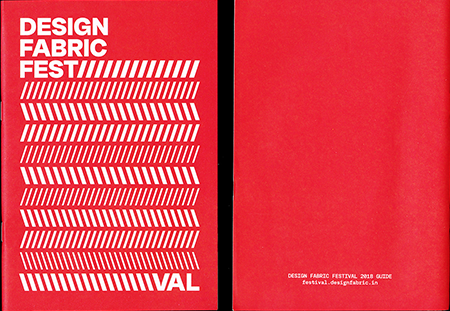 DESIGN
FABRIC
FEST
VAL
DESIGN FABRIC FESTIVAL 2018 GUIDE
festival.designfabric.in